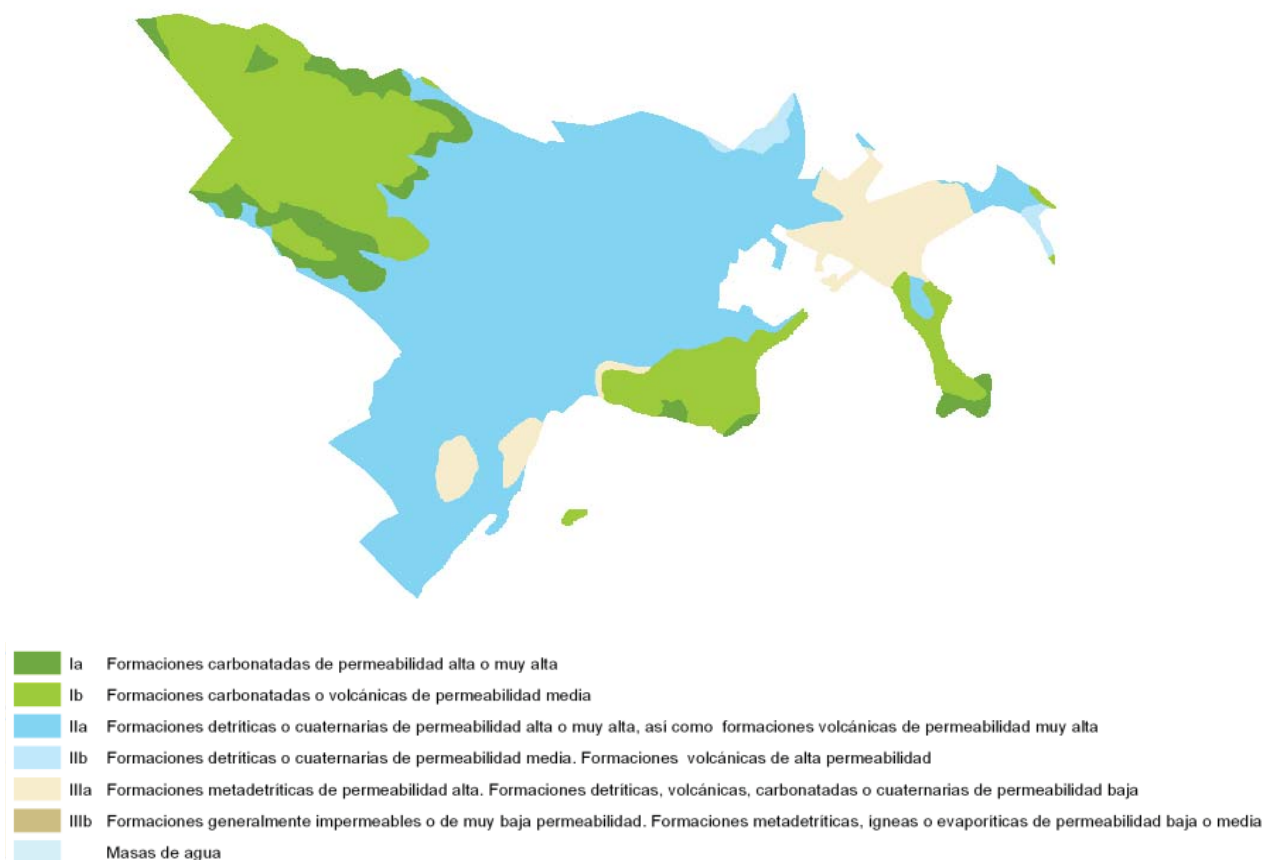 Ia Formaciones carbonatadas de permeabilidad alta o muy alta
Ib Formaciones carbonatadas o volcánicas de permeabilidad media
IIa Formaciones detríticas o cuaternarias de permeabilidad alta o muy alta, así como formaciones volcánicas de permeabilidad muy alta
IIb Formaciones detríticas o cuaternarias de permeabilidad media. Formaciones volcánicas de alta permeabilidad
IIIa Formaciones metadetríticas de permeabilidad alta. Formaciones detríticas, volcánicas, carbonatadas o cuaternarias de permeabilidad baja
IIIb Formaciones generalmente impermeables o de muy baja permeabilidad. Formaciones metadetríticas, ígneas o evaporíticas de permeabilidad baja o media
Masas de agua